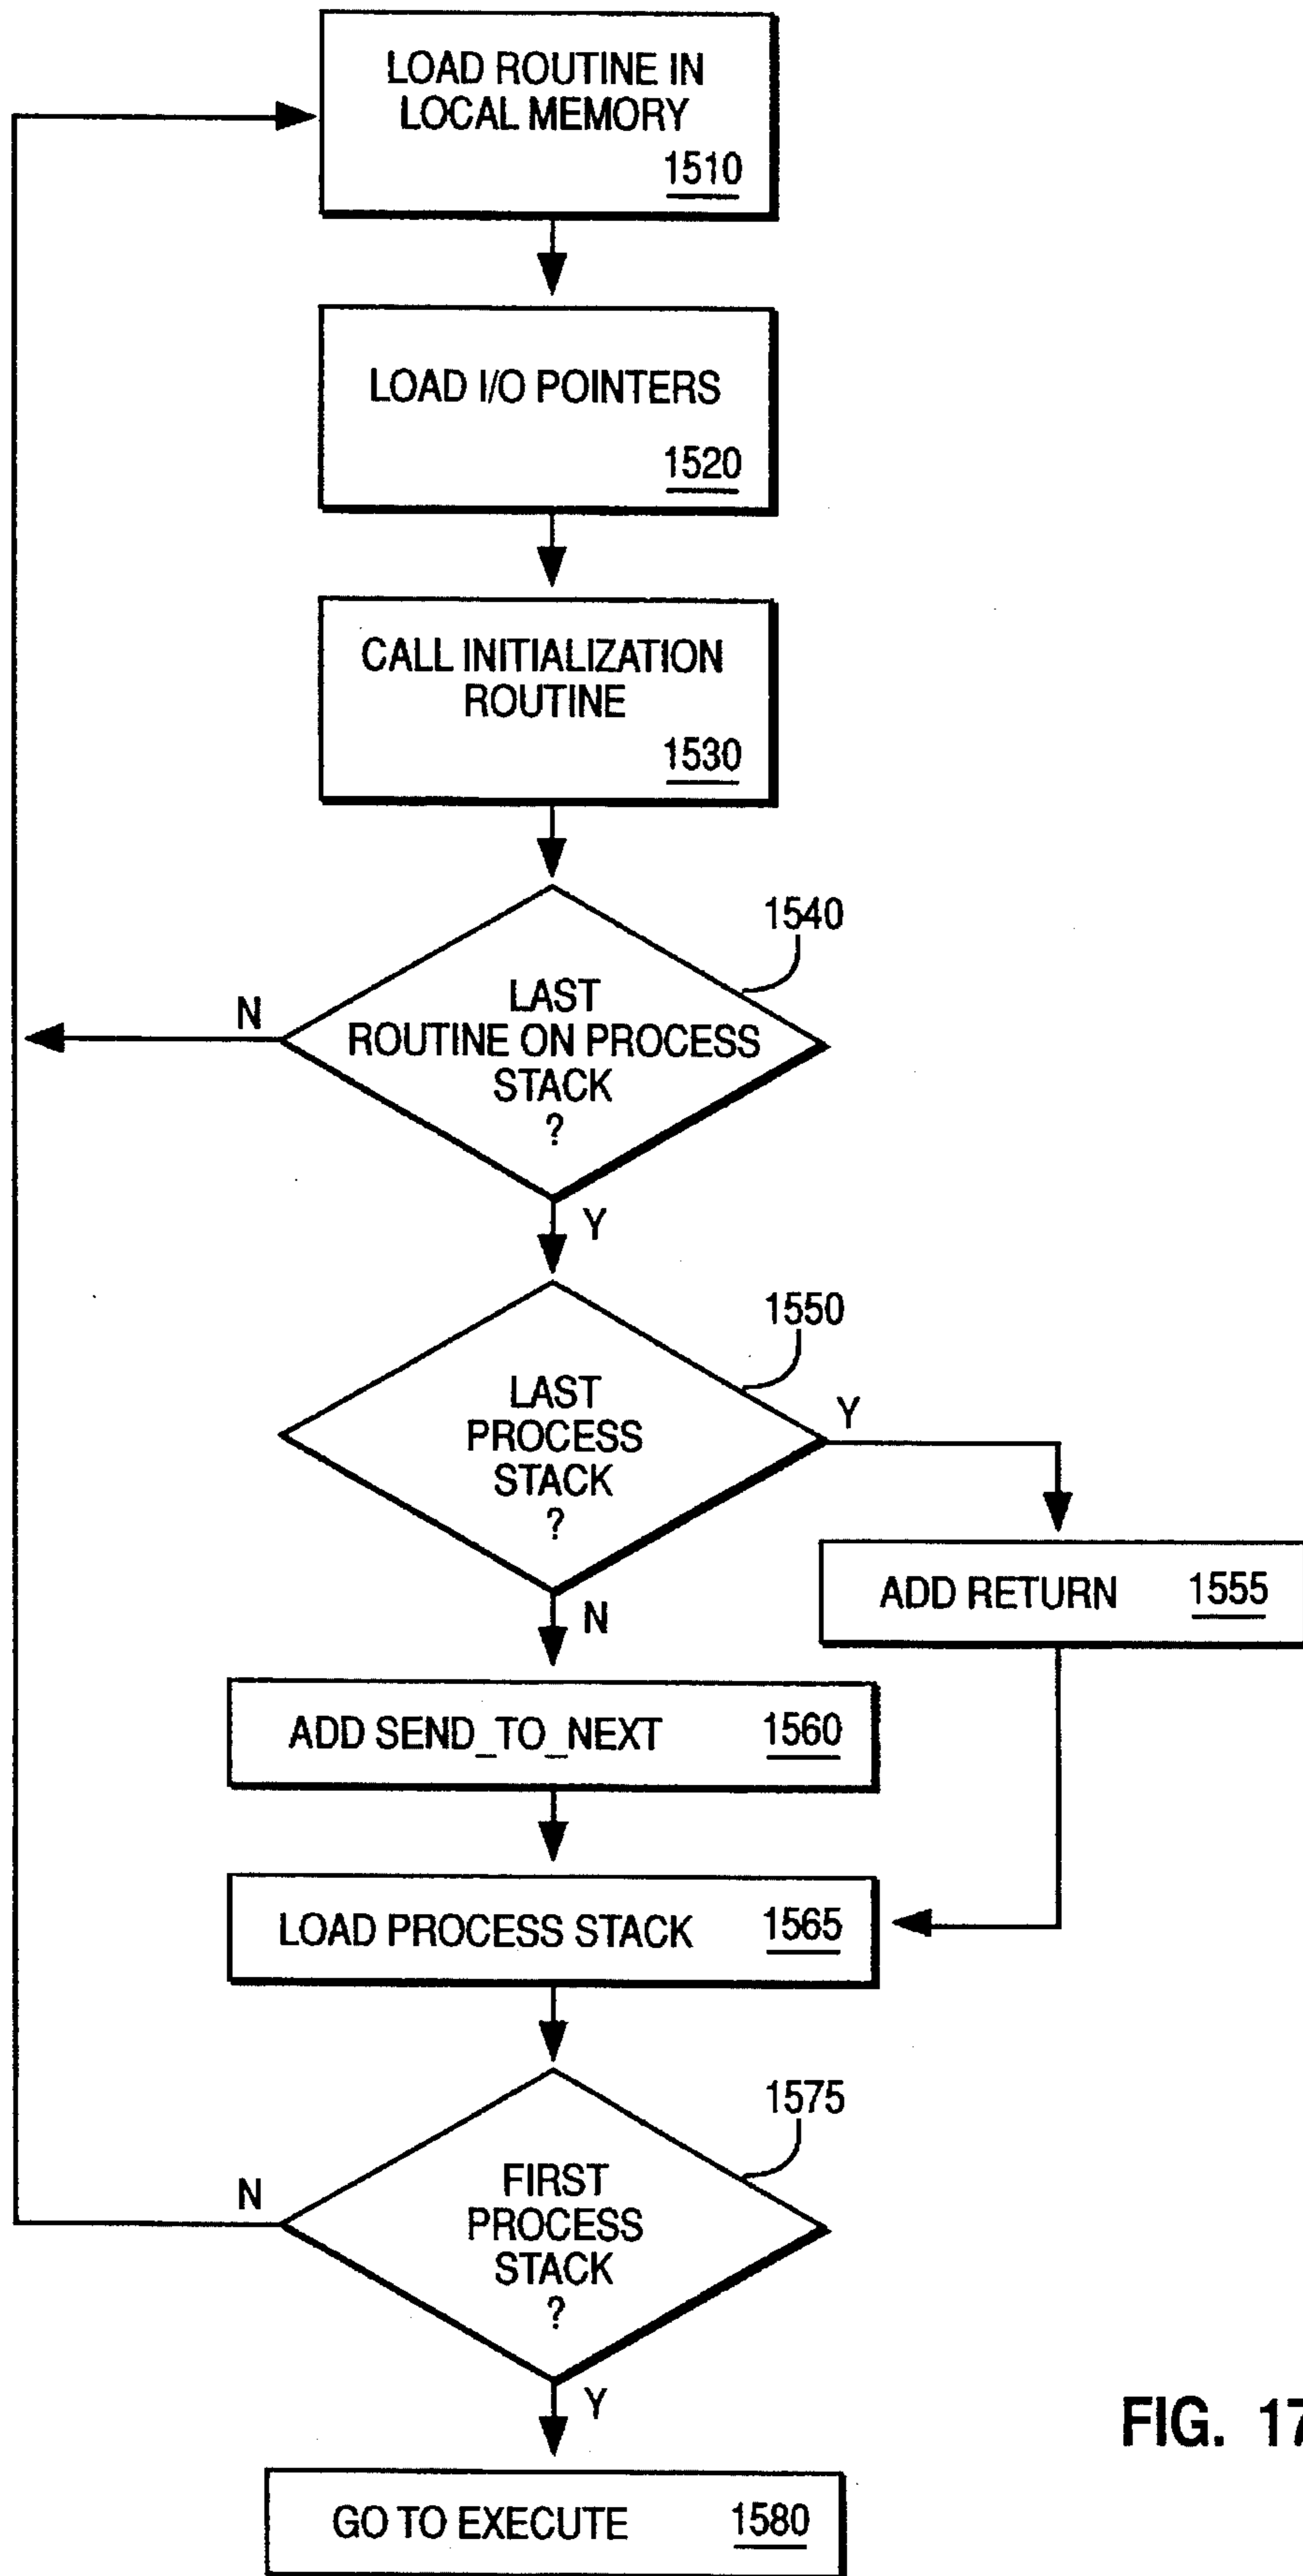 LOAD ROUTINE IN
LOCAL MEMORY
1510
LOAD I/O POINTERS
1520
CALL INITIALIZATION
ROUTINE
1530
1540
N
LAST
ROUTINE ON PROCESS
STACK
?
Y
1550
LAST
PROCESS
STACK
?
Y
ADD RETURN 1555
N
ADD SEND_TO_NEXT 1560
LOAD PROCESS STACK 1565
1575
N
FIRST
PROCESS
STACK
?
Y
FIG. 17
GO TO EXECUTE 1580